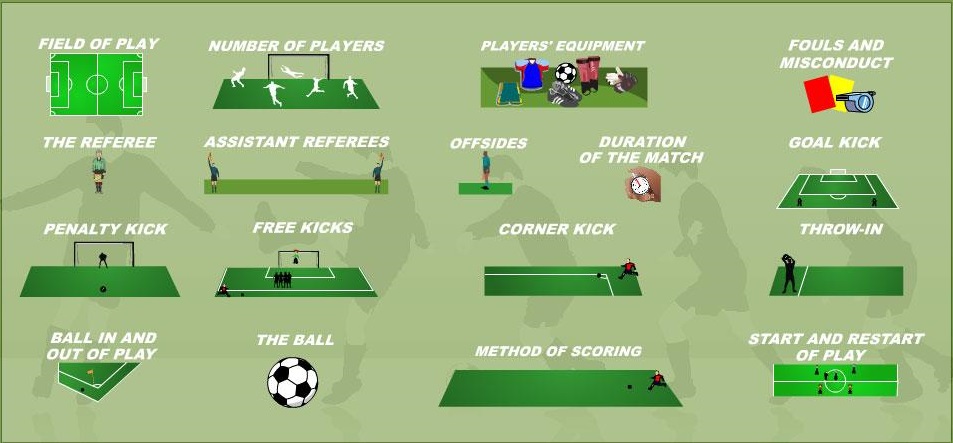 FIELD OF PLAY
NUMBER OF PLAYERS
PLAYERS' EQUIPMENT
FOULS AND
MISCONDUCT
THE REFEREE
ASSISTANT REFEREES
OFFSIDES
DURATION
OF THE MATCH
GOAL KICK
PENALTY KICK
FREE KICKS
CORNER KICK
THROW-IN
BALL IN AND
OUT OF PLAY
THE BALL
METHOD OF SCORING
START AND RESTART
OF PLAY